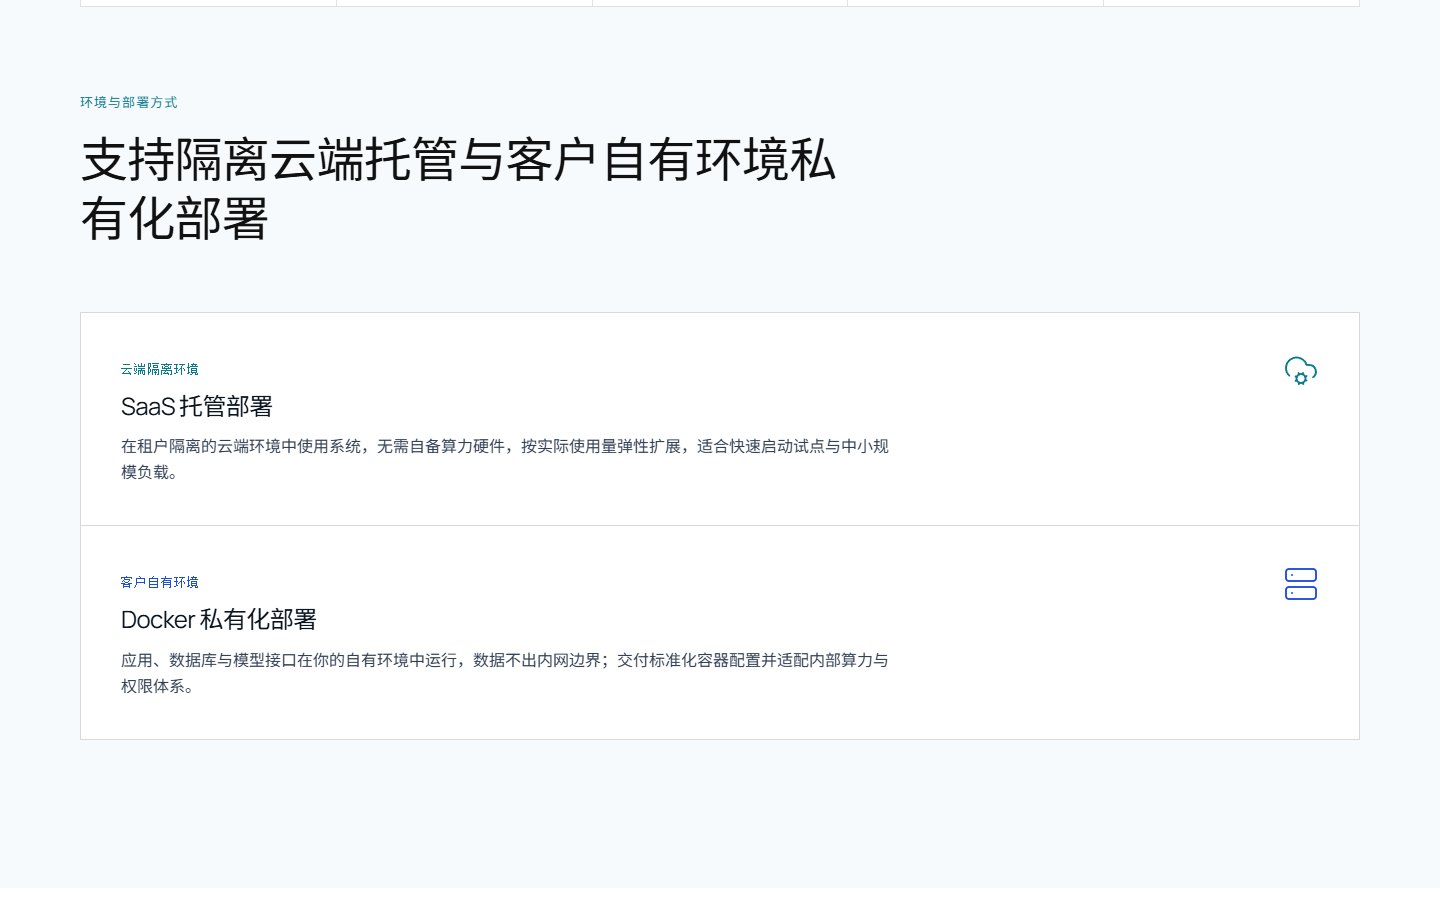 环境与部署方式
支持隔离云端托管与客户自有环境私
有化部署
云端隔离环境
SaaS 托管部署
在租户隔离的云端环境中使用系统，无需自备算力硬件，按实际使用量弹性扩展，适合快速启动试点与中小规
模负载。
客户自有环境
Docker 私有化部署
应用、数据库与模型接口在你的自有环境中运行，数据不出内网边界；交付标准化容器配置并适配内部算力与
权限体系。